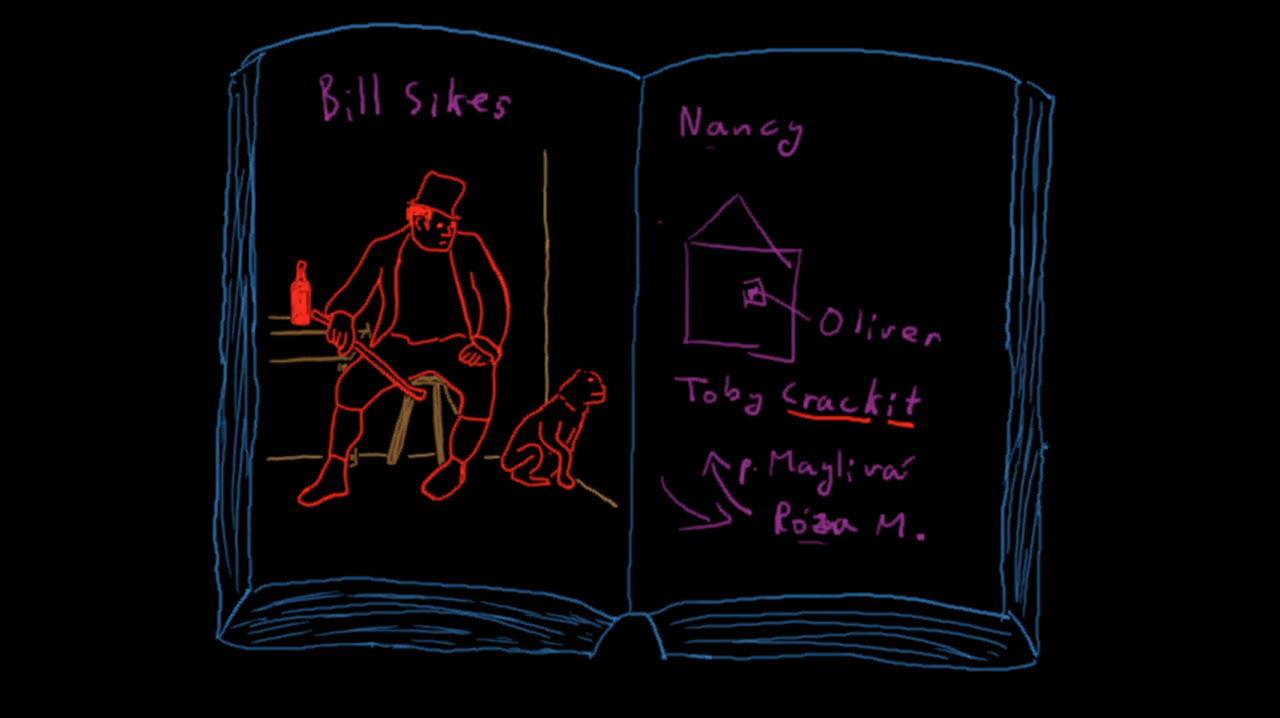 Bill Sikes
Nancy
Oliver
Toby Crackit
p. Maylivá
Róza M.